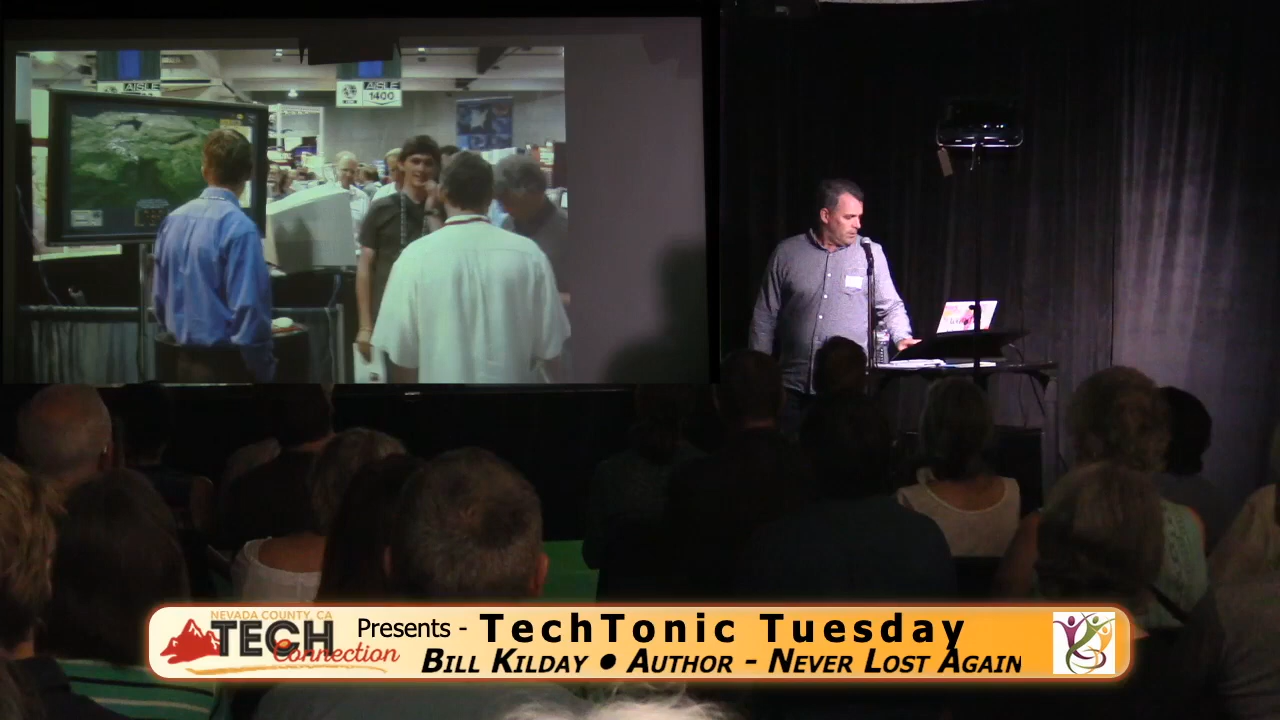 AISLE
AISLE
1400
NEVADA COUNTY, CA
TECH
Connection
Presents - TechTonic Tuesday
BILL KILDAY • AUTHOR - NEVER LOST AGAIN